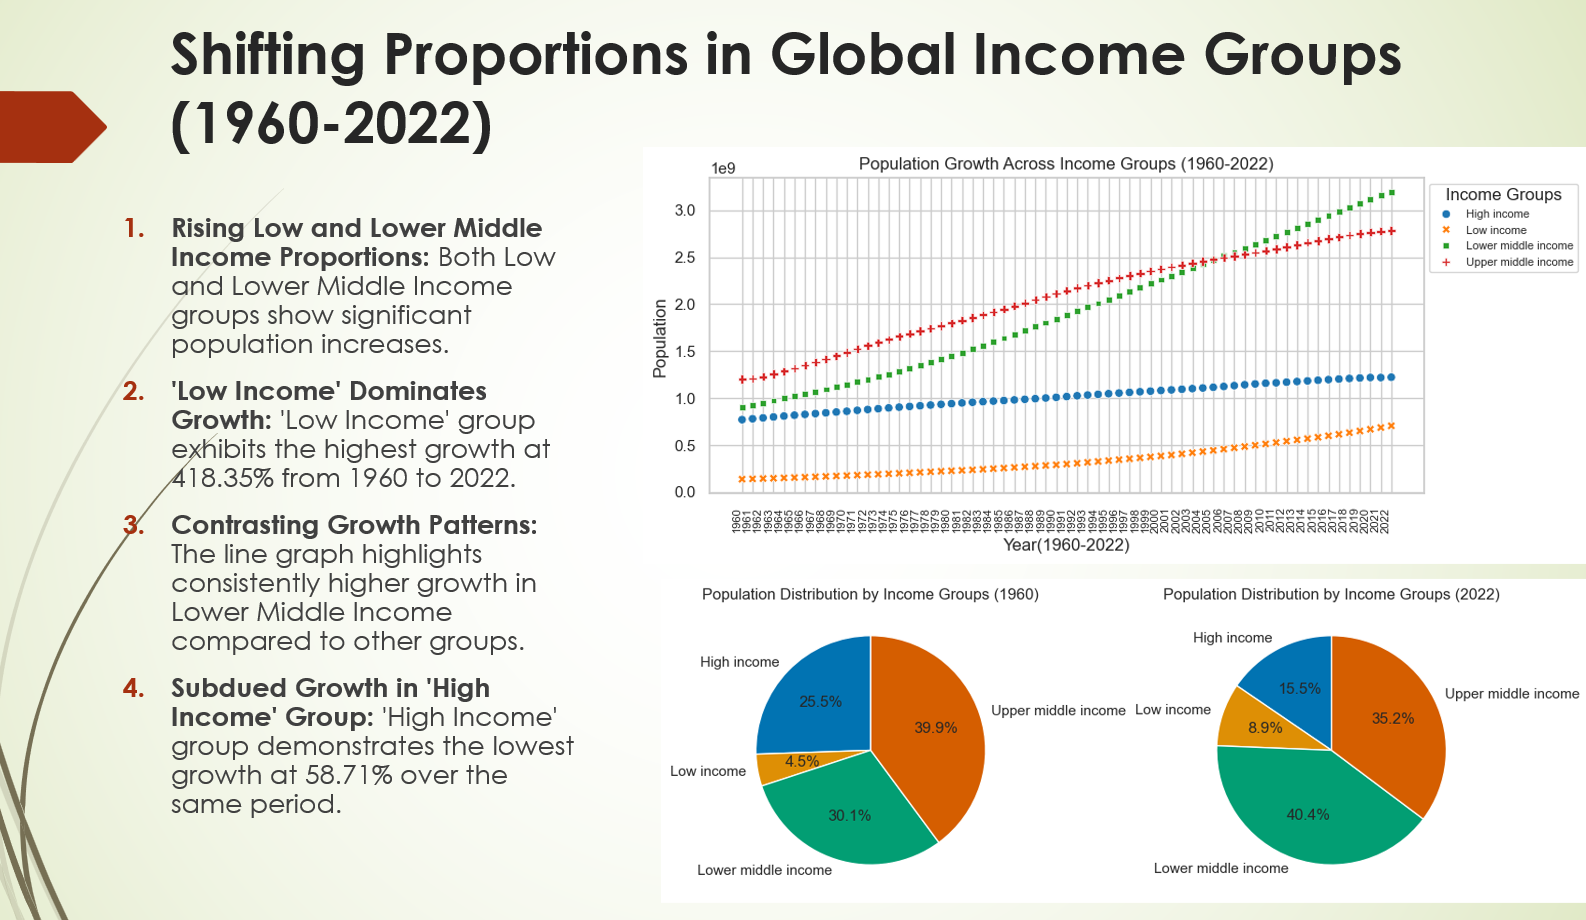 Shifting Proportions in Global Income Groups
(1960-2022)
1. Rising Low and Lower Middle
Income Proportions: Both Low
and Lower Middle Income
groups show significant
population increases.
2. 'Low Income' Dominates
Growth: 'Low Income' group
exhibits the highest growth at
418.35% from 1960 to 2022.
3. Contrasting Growth Patterns:
The line graph highlights
consistently higher growth in
Lower Middle Income
compared to other groups.
4. Subdued Growth in 'High
Income' Group: 'High Income'
group demonstrates the lowest
growth at 58.71% over the
same period.
Population Growth Across Income Groups (1960-2022)
1e9
3.0
2.5
2.0
1.5
1.0
0.5
0.0
Population
1960 1961 1962 1963 1964 1965 1966 1967 1968 1969 1970 1971 1972 1973 1974 1975 1976 1977 1978 1979 1980 1981 1982 1983 1984 1985 1986 1987 1988 1989 1990 1991 1992 1993 1994 1995 1996 1997 1998 1999 2000 2001 2002 2003 2004 2005 2006 2007 2008 2009 2010 2011 2012 2013 2014 2015 2016 2017 2018 2019 2020 2021 2022
Year(1960-2022)
Income Groups
High income
Low income
Lower middle income
Upper middle income
Population Distribution by Income Groups (1960)
High income
25.5%
39.9%
Upper middle income
Low income
4.5%
30.1%
Lower middle income
Population Distribution by Income Groups (2022)
High income
15.5%
35.2%
Upper middle income
Low income
8.9%
40.4%
Lower middle income